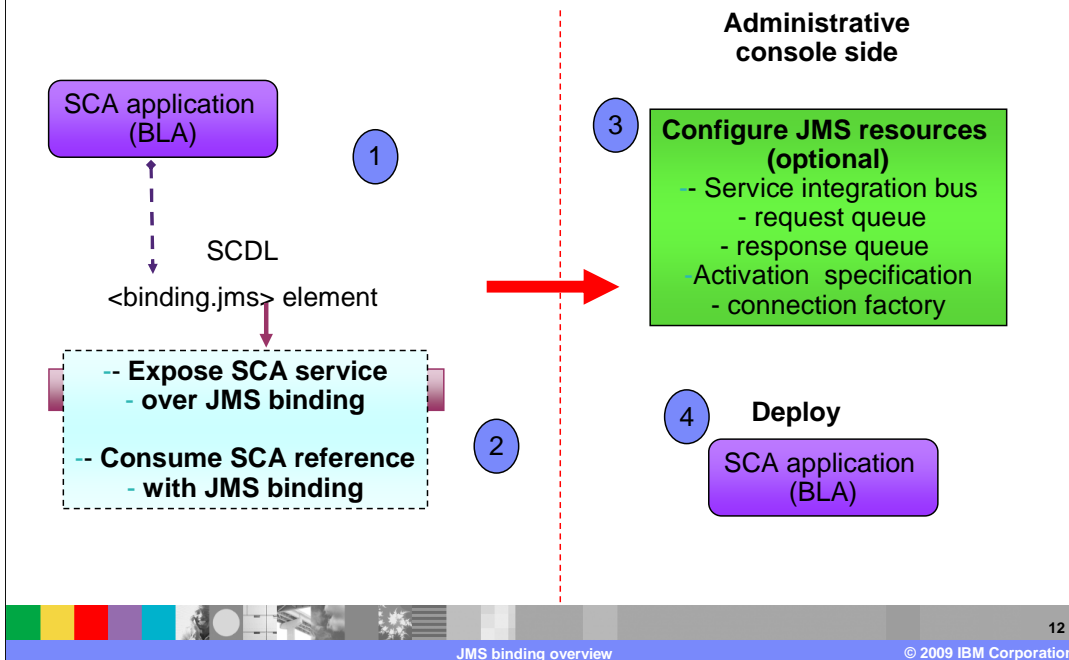 Administrative
console side
SCA application
(BLA)
1
SCDL
<binding.jms> element
-- Expose SCA service
- over JMS binding
-- Consume SCA reference
- with JMS binding
2
3
Configure JMS resources
(optional)
-- Service integration bus
- request queue
- response queue
-Activation specification
- connection factory
4
Deploy
SCA application
(BLA)
12
JMS binding overview
© 2009 IBM Corporation